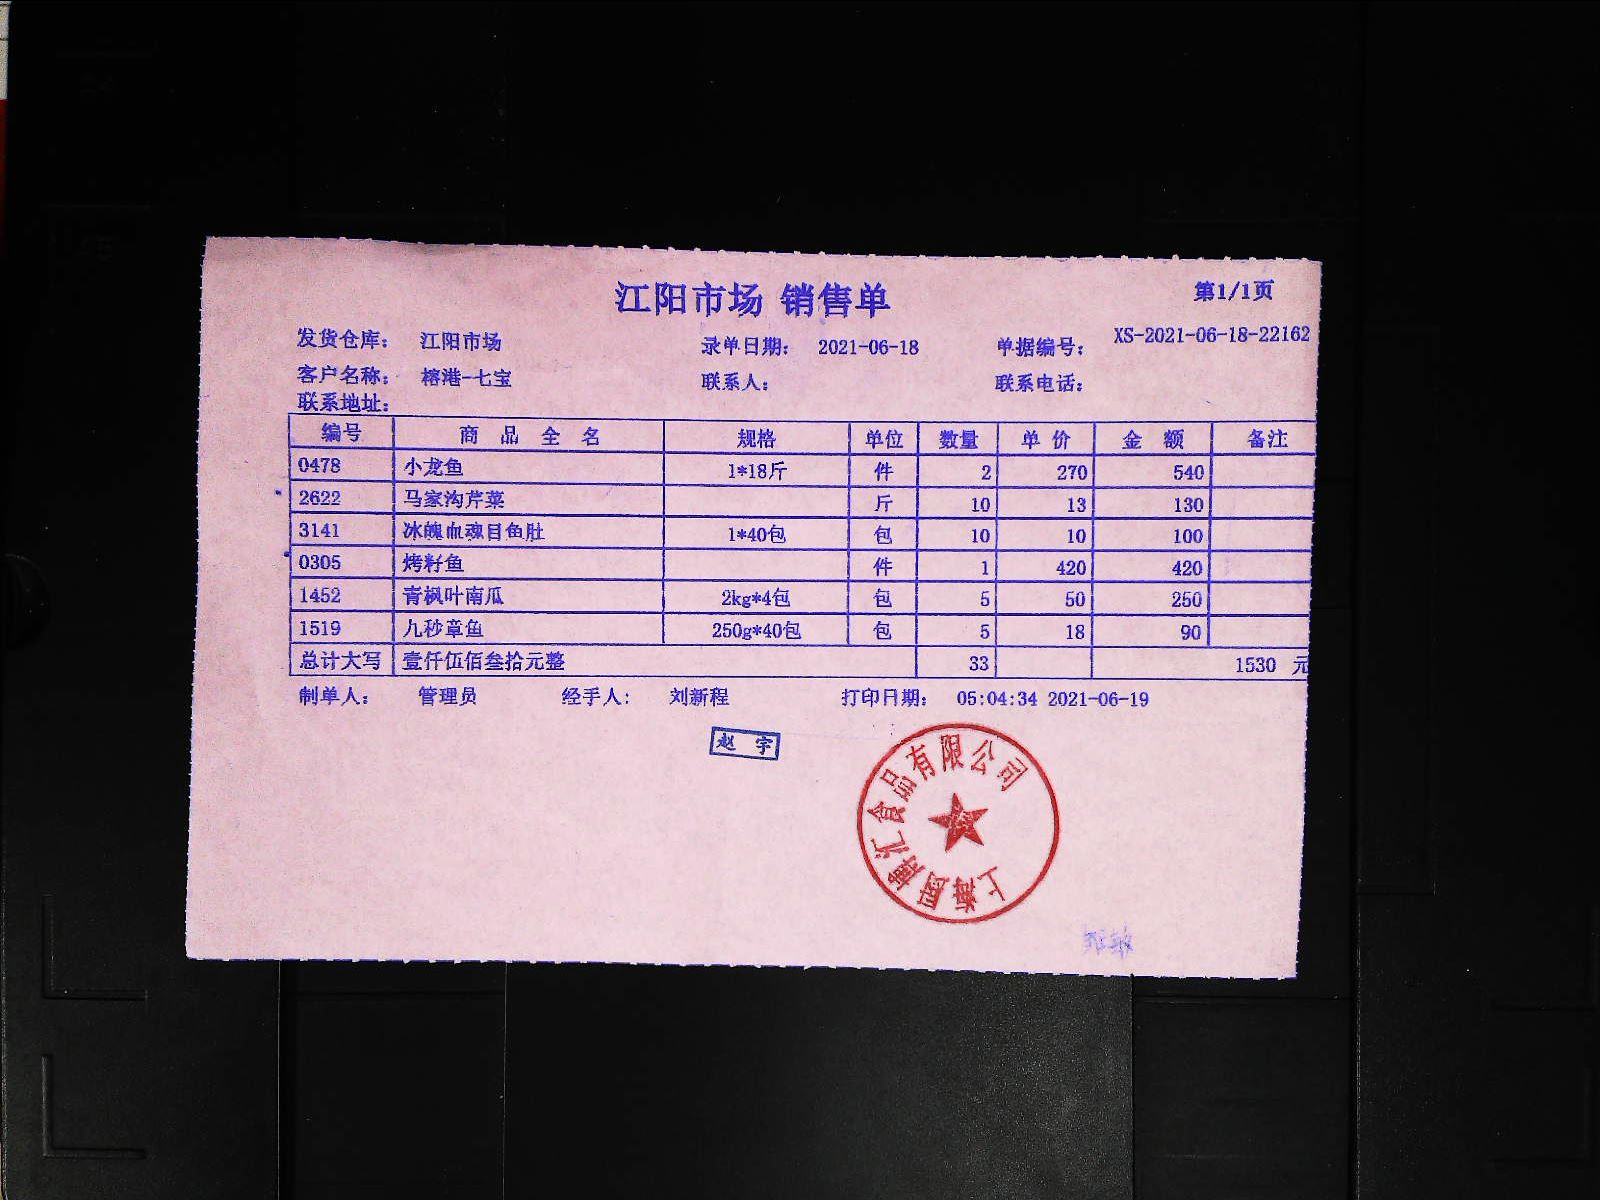 江阳市场 销售单
第1/1页
发货仓库： 江阳市场 录单日期： 2021-06-18 单据编号： XS-2021-06-18-22162
客户名称： 榕港-七宝 联系人： 联系电话：
联系地址：
编号 商品全名 规格 单位 数量 单价 金额 备注
0478 小龙鱼 1*18斤 件 2 270 540
2622 马家沟芹菜 斤 10 13 130
3141 冰魄血魂目鱼肚 1*40包 包 10 10 100
0305 烤籽鱼 件 1 420 420
1452 青枫叶南瓜 2kg*4包 包 5 50 250
1519 九秒章鱼 250g*40包 包 5 18 90
总计大写 壹仟伍佰叁拾元整 33 1530 元
制单人： 管理员 经手人： 刘新程 打印日期： 05:04:34 2021-06-19
赵宇
上海厨博汇食品有限公司